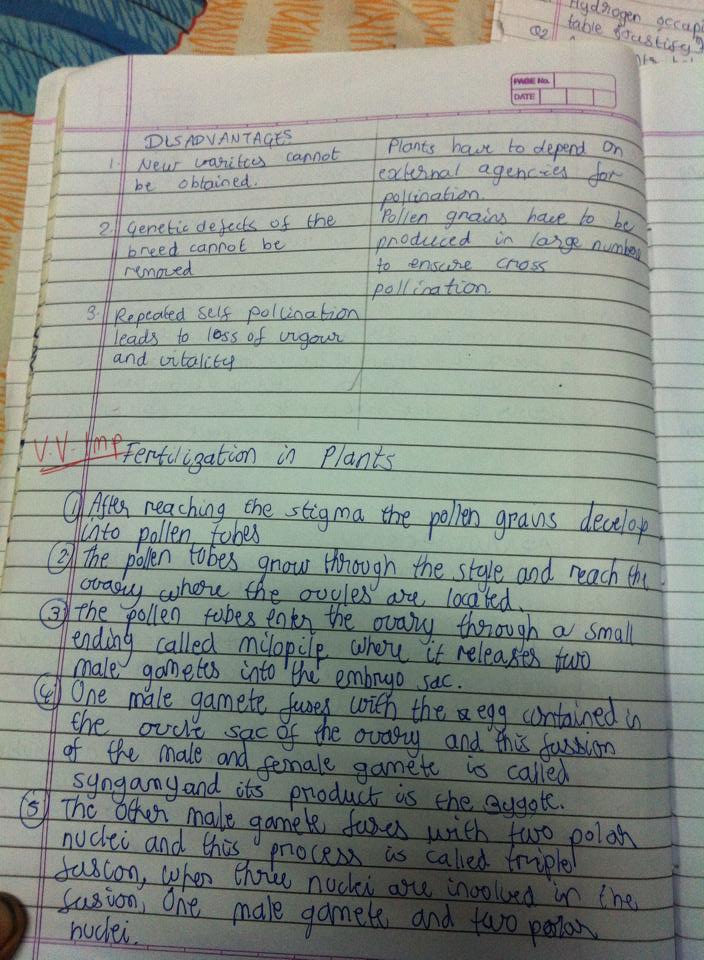 Hydrogen occupi
Q2
table Justify
PAGE No.
DATE
DISADVANTAGES
1. New varities cannot
be obtained.
2. Genetic defects of the
breed cannot be
removed
3. Repeated self pollination
leads to loss of vigour
and vitality
Plants have to depend on
external agencies for
pollination.
Pollen grains have to be
produced in large number
to ensure cross
pollination.
V.V. Imp Fertilization in Plants
① After reaching the stigma the pollen grains develop
into pollen tubes
② The pollen tubes grow through the style and reach the
ovary where the ovules are located.
③ The pollen tubes enter the ovary through a small
ending called milopile where it releases two
male gametes into the embryo sac.
④ One male gamete fuses with the egg contained in
the ovule sac of the ovary and this fussion
of the male and female gamete is called
syngamy and its product is the zygote.
⑤ The other male gamete fuses with two polar
nuclei and this process is called triple
fusion, when three nuclei are involved in the
fusion, One male gamete and two polar
nuclei.